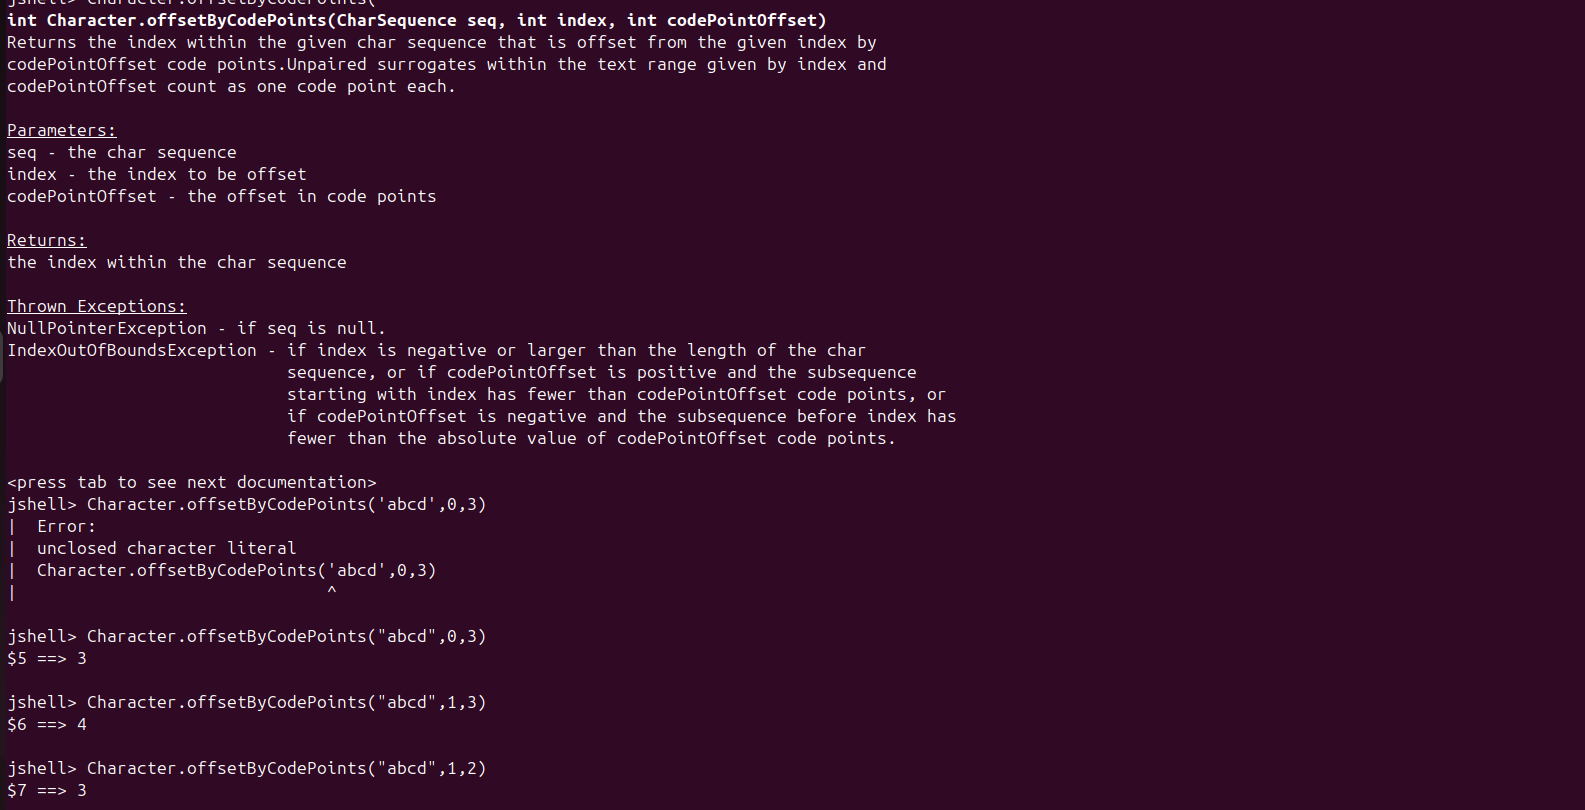 jshell> Character.offsetByCodePoints(
int Character.offsetByCodePoints(CharSequence seq, int index, int codePointOffset)
Returns the index within the given char sequence that is offset from the given index by
codePointOffset code points.Unpaired surrogates within the text range given by index and
codePointOffset count as one code point each.
Parameters:
seq - the char sequence
index - the index to be offset
codePointOffset - the offset in code points
Returns:
the index within the char sequence
Thrown Exceptions:
NullPointerException - if seq is null.
IndexOutOfBoundsException - if index is negative or larger than the length of the char
sequence, or if codePointOffset is positive and the subsequence
starting with index has fewer than codePointOffset code points, or
if codePointOffset is negative and the subsequence before index has
fewer than the absolute value of codePointOffset code points.
<press tab to see next documentation>
jshell> Character.offsetByCodePoints('abcd',0,3)
|  Error:
|  unclosed character literal
|  Character.offsetByCodePoints('abcd',0,3)
|                               ^
jshell> Character.offsetByCodePoints("abcd",0,3)
$5 ==> 3
jshell> Character.offsetByCodePoints("abcd",1,3)
$6 ==> 4
jshell> Character.offsetByCodePoints("abcd",1,2)
$7 ==> 3